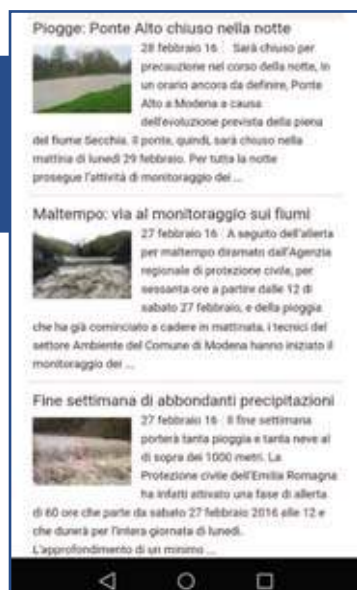 Piogge: Ponte Alto chiuso nella notte
28 febbraio 16 Sarà chiuso per
precauzione nel corso della notte, in
un orario ancora da definire, Ponte
Alto a Modena a causa
dell'evoluzione prevista della piena
del fiume Secchia. Il ponte, quindi, sarà chiuso nella
mattina di lunedì 29 febbraio. Per tutta la notte
prosegue l'attività di monitoraggio dei ...
Maltempo: via al monitoraggio sui fiumi
27 febbraio 16 A seguito dell'allerta
per maltempo diramato dall'Agenzia
regionale di protezione civile, per
sessanta ore a partire dalle 12 di
sabato 27 febbraio, e della pioggia
che ha già cominciato a cadere in mattinata, i tecnici del
settore Ambiente del Comune di Modena hanno iniziato il
monitoraggio dei ...
Fine settimana di abbondanti precipitazioni
27 febbraio 16 Il fine settimana
porterà tanta pioggia e tanta neve al
di sopra dei 1000 metri. La
Protezione civile dell'Emilia Romagna
ha infatti attivato una fase di allerta
di 60 ore che parte da sabato 27 febbraio 2016 alle 12 e
che durerà per l'intera giornata di lunedì.
L'approfondimento di un minimo ...